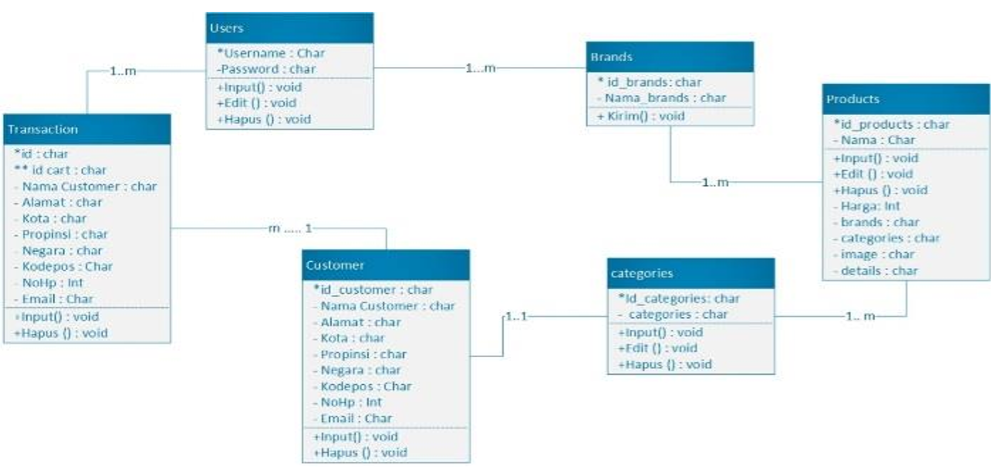 Users
*Username : Char
-Password : char
+Input() : void
+Edit () : void
+Hapus () : void
1..m
1...m
Brands
* id_brands: char
- Nama_brands : char
+ Kirim() : void
1..m
Products
*id_products : char
- Nama : Char
+Input() : void
+Edit () : void
+Hapus () : void
- Harga: Int
- brands : char
- categories : char
- image : char
- details : char
Transaction
*id : char
** id cart : char
- Nama Customer : char
- Alamat : char
- Kota : char
- Propinsi : char
- Negara : char
- Kodepos : Char
- NoHp : Int
- Email : Char
+Input() : void
+Hapus () : void
m ..... 1
Customer
*id_customer : char
- Nama Customer : char
- Alamat : char
- Kota : char
- Propinsi : char
- Negara : char
- Kodepos : Char
- NoHp : Int
- Email : Char
+Input() : void
+Hapus () : void
1..1
categories
*Id_categories: char
- categories : char
+Input() : void
+Edit () : void
+Hapus () : void
1.. m